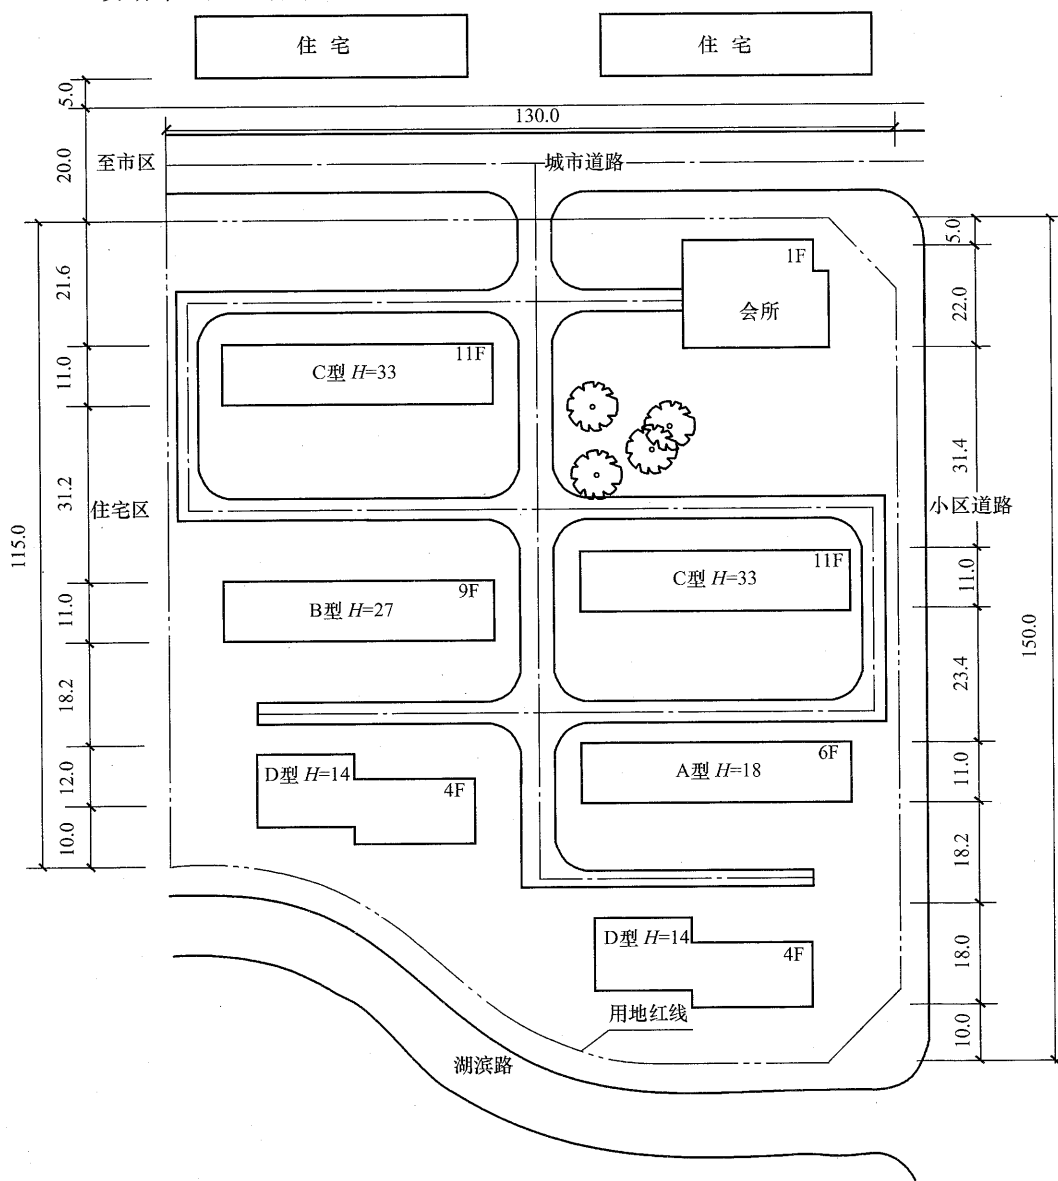 住 宅
住 宅
5.0
130.0
20.0
至市区
城市道路
5.0
21.6
1F
22.0
会所
11F
C型 H=33
11.0
31.4
31.2
住宅区
小区道路
115.0
11F
C型 H=33
11.0
9F
B型 H=27
11.0
150.0
23.4
18.2
6F
A型 H=18
11.0
D型 H=14
4F
12.0
10.0
18.2
D型 H=14
4F
18.0
用地红线
10.0
湖滨路